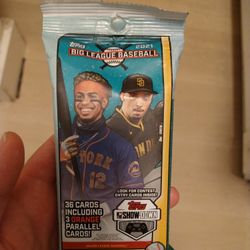 Topps
2021
BIG LEAGUE BASEBALL
YORK
12
36 CARDS
INCLUDING
3 ORANGE
PARALLEL
CARDS!
LOOK FOR CONTEST
ENTRY CARDS INSIDE!
Topps
SHOWDOWN